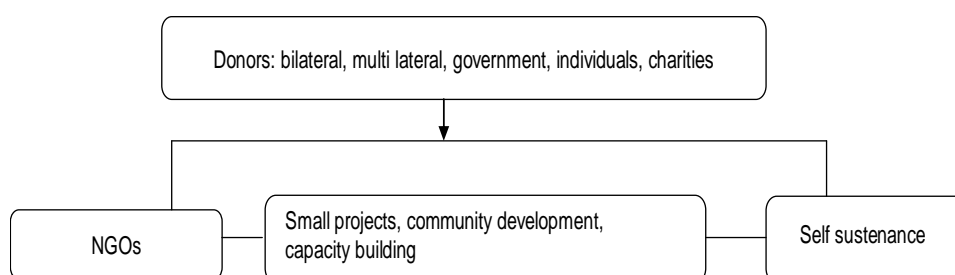 Donors: bilateral, multi lateral, government, individuals, charities
NGOs
Small projects, community development,
capacity building
Self sustenance